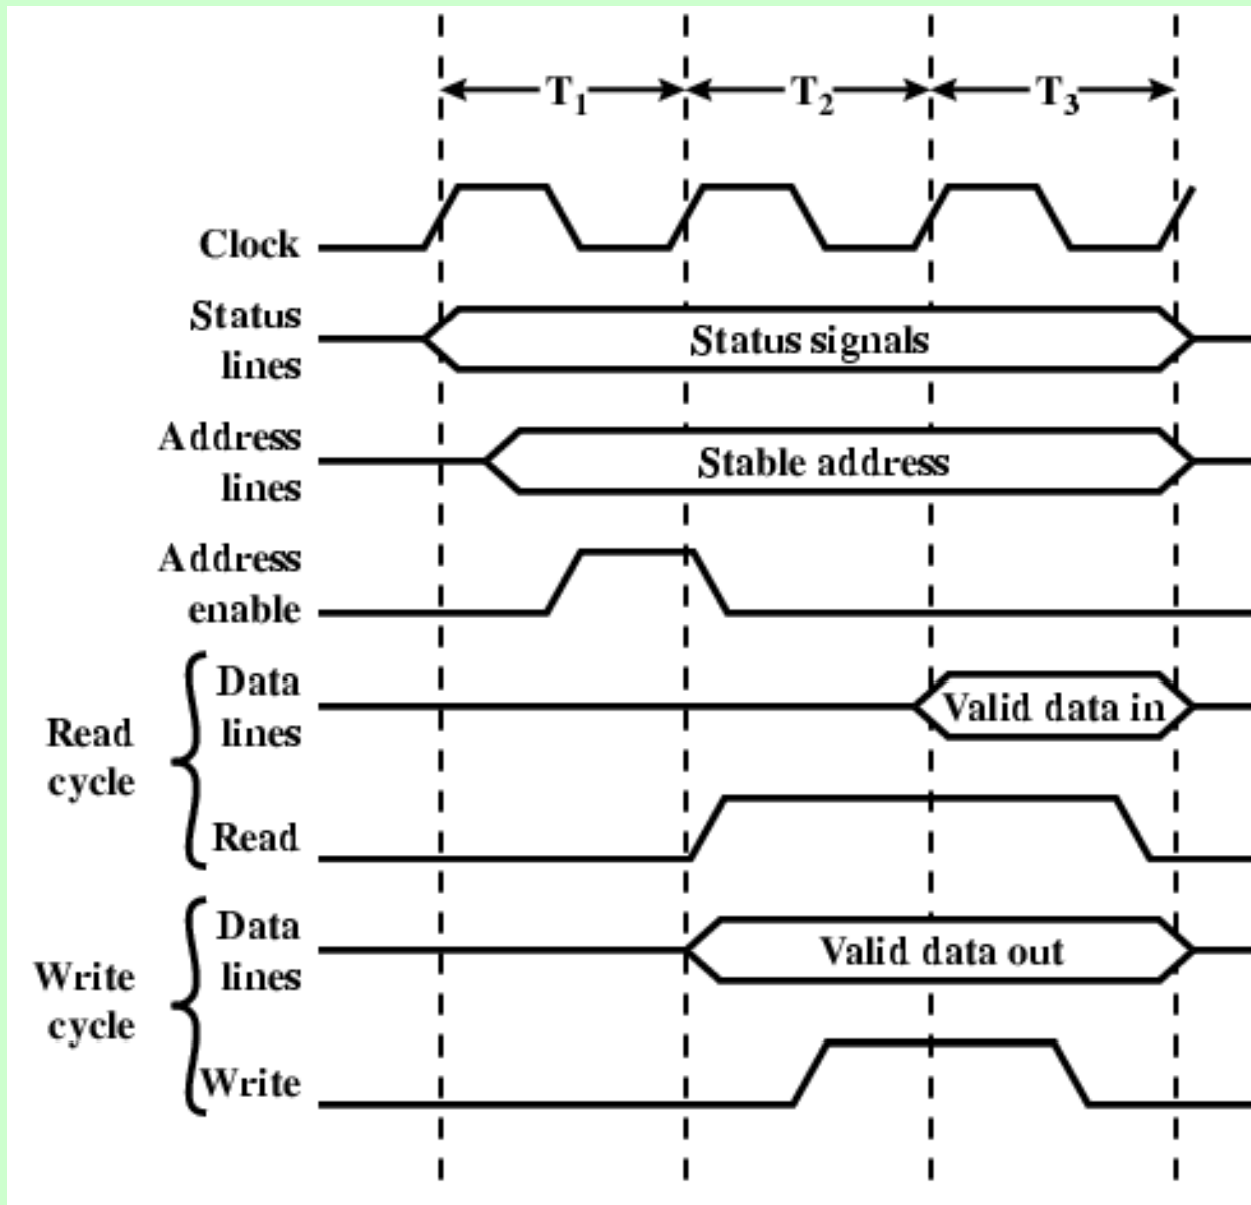 T1 T2 T3
Clock
Status
lines
Status signals
Address
lines
Stable address
Address
enable
Read
cycle
Data
lines
Valid data in
Read
Write
cycle
Data
lines
Valid data out
Write